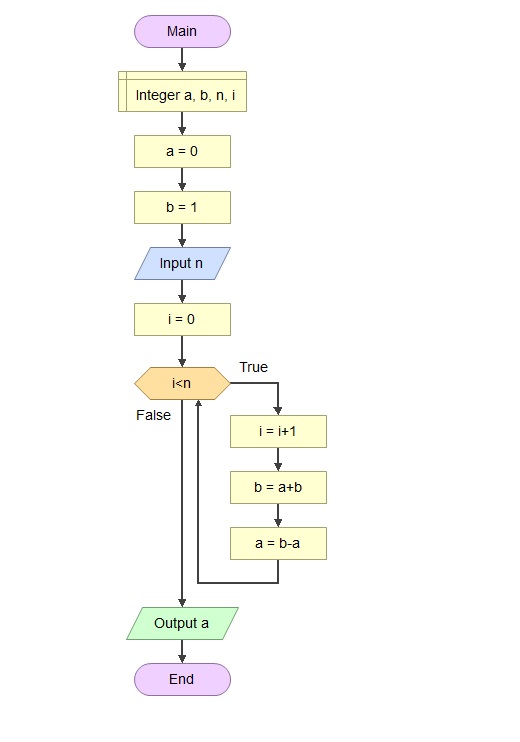 Main
Integer a, b, n, i
a = 0
b = 1
Input n
i = 0
i<n
True
False
i = i+1
b = a+b
a = b-a
Output a
End